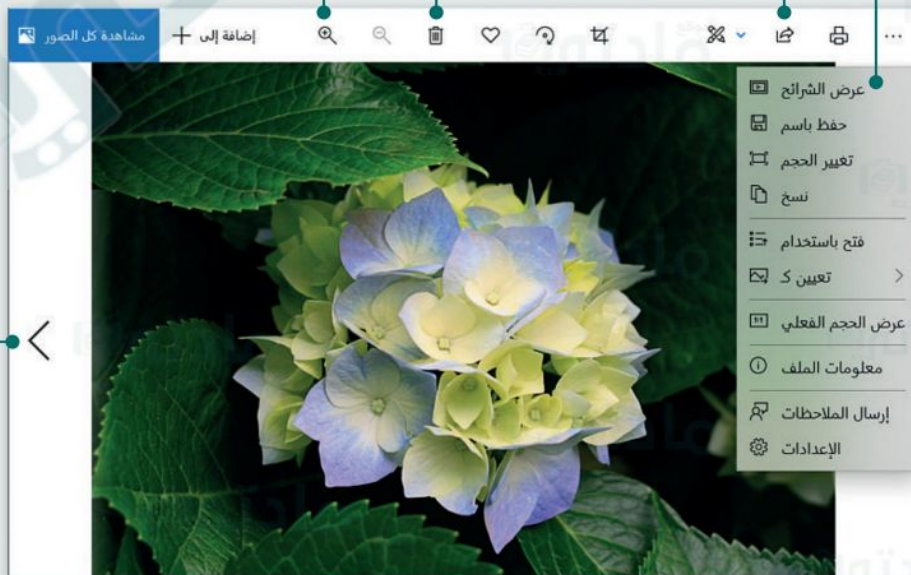 مشاهدة كل الصور
إضافة إلى
عرض الشرائح
حفظ باسم
تغيير الحجم
نسخ
فتح باستخدام
تعيين كـ
عرض الحجم الفعلي
معلومات الملف
إرسال الملاحظات
الإعدادات